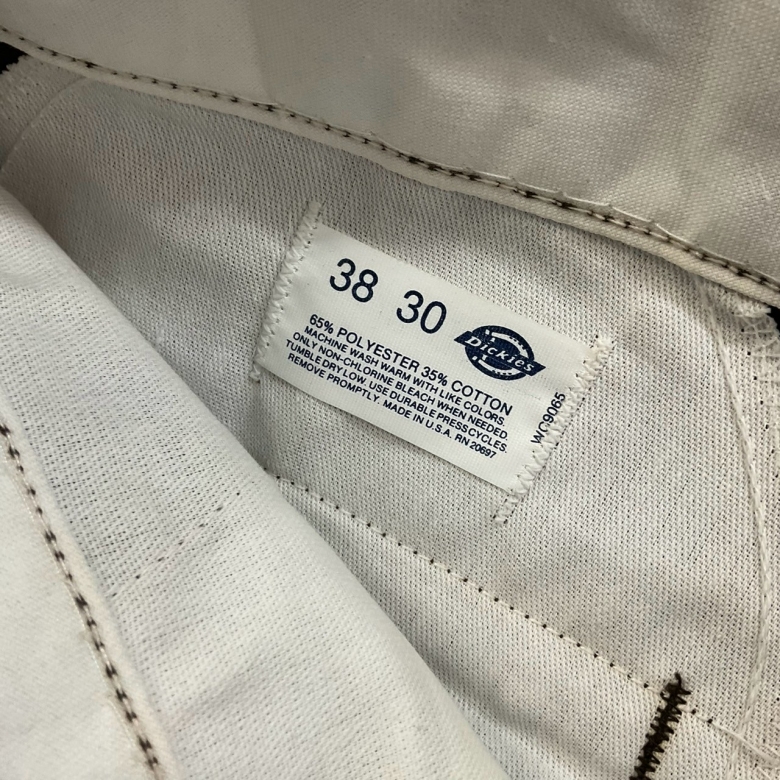 38 30
Dickies
65% POLYESTER 35% COTTON
MACHINE WASH WARM WITH LIKE COLORS.
ONLY NON-CHLORINE BLEACH WHEN NEEDED.
TUMBLE DRY LOW. USE DURABLE PRESS CYCLES.
REMOVE PROMPTLY. MADE IN U.S.A. RN 20697
WC9065